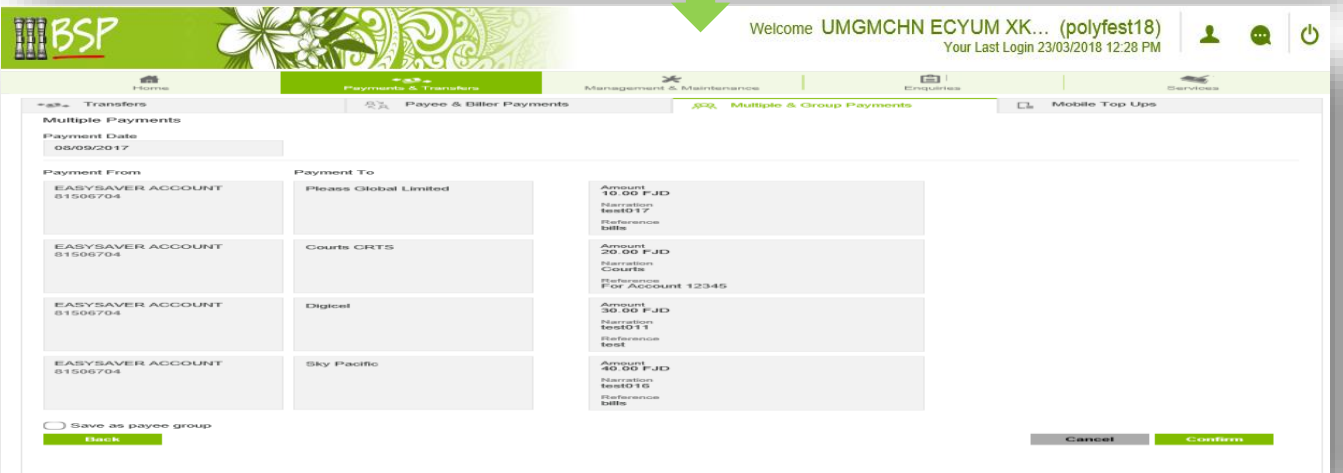 BSP
Welcome UMGMCHN ECYUM XK... (polyfest18)
Your Last Login 23/03/2018 12:28 PM
Home
Payments & Transfers
Management & Maintenance
Enquiries
Services
Transfers
Payee & Biller Payments
Multiple & Group Payments
Mobile Top Ups
Multiple Payments
Payment Date
08/09/2017
Payment From
Payment To
EASYSAVER ACCOUNT
81506704
Pleass Global Limited
Amount
10.00 FJD
Narration
test017
Reference
bills
EASYSAVER ACCOUNT
81506704
Courts CRTS
Amount
20.00 FJD
Narration
Courts
Reference
For Account 12345
EASYSAVER ACCOUNT
81506704
Digicel
Amount
30.00 FJD
Narration
test011
Reference
test
EASYSAVER ACCOUNT
81506704
Sky Pacific
Amount
40.00 FJD
Narration
test016
Reference
bills
Save as payee group
Back
Cancel
Confirm